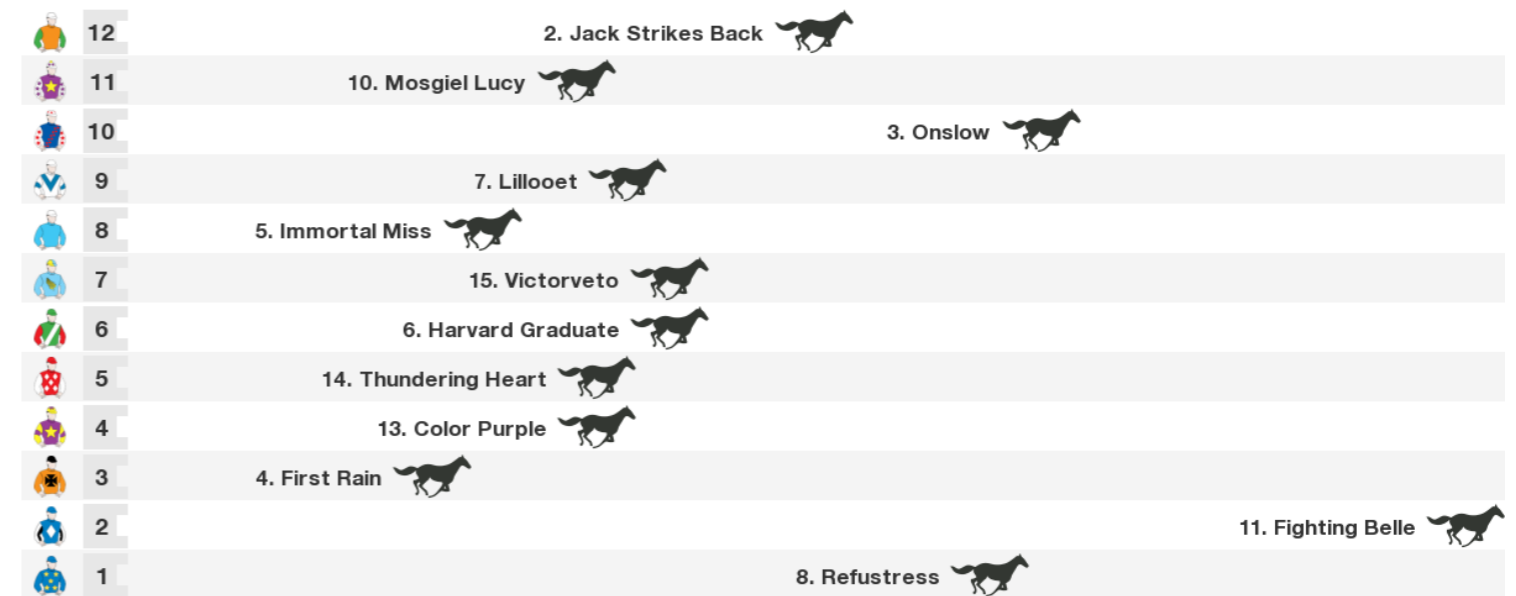 12 2. Jack Strikes Back
11 10. Mosgiel Lucy
10 3. Onslow
9 7. Lillooet
8 5. Immortal Miss
7 15. Victorveto
6 6. Harvard Graduate
5 14. Thundering Heart
4 13. Color Purple
3 4. First Rain
2 11. Fighting Belle
1 8. Refustress